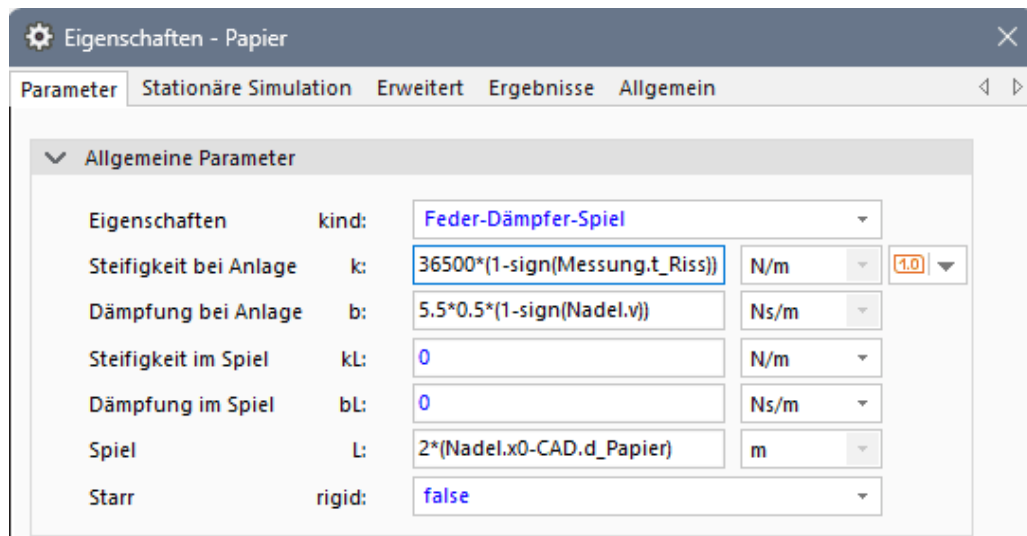 Eigenschaften - Papier
Parameter Stationäre Simulation Erweitert Ergebnisse Allgemein
Allgemeine Parameter
Eigenschaften kind: Feder-Dämpfer-Spiel
Steifigkeit bei Anlage k: 36500*(1-sign(Messung.t_Riss)) N/m 1.0
Dämpfung bei Anlage b: 5.5*0.5*(1-sign(Nadel.v)) Ns/m
Steifigkeit im Spiel kL: 0 N/m
Dämpfung im Spiel bL: 0 Ns/m
Spiel L: 2*(Nadel.x0-CAD.d_Papier) m
Starr rigid: false